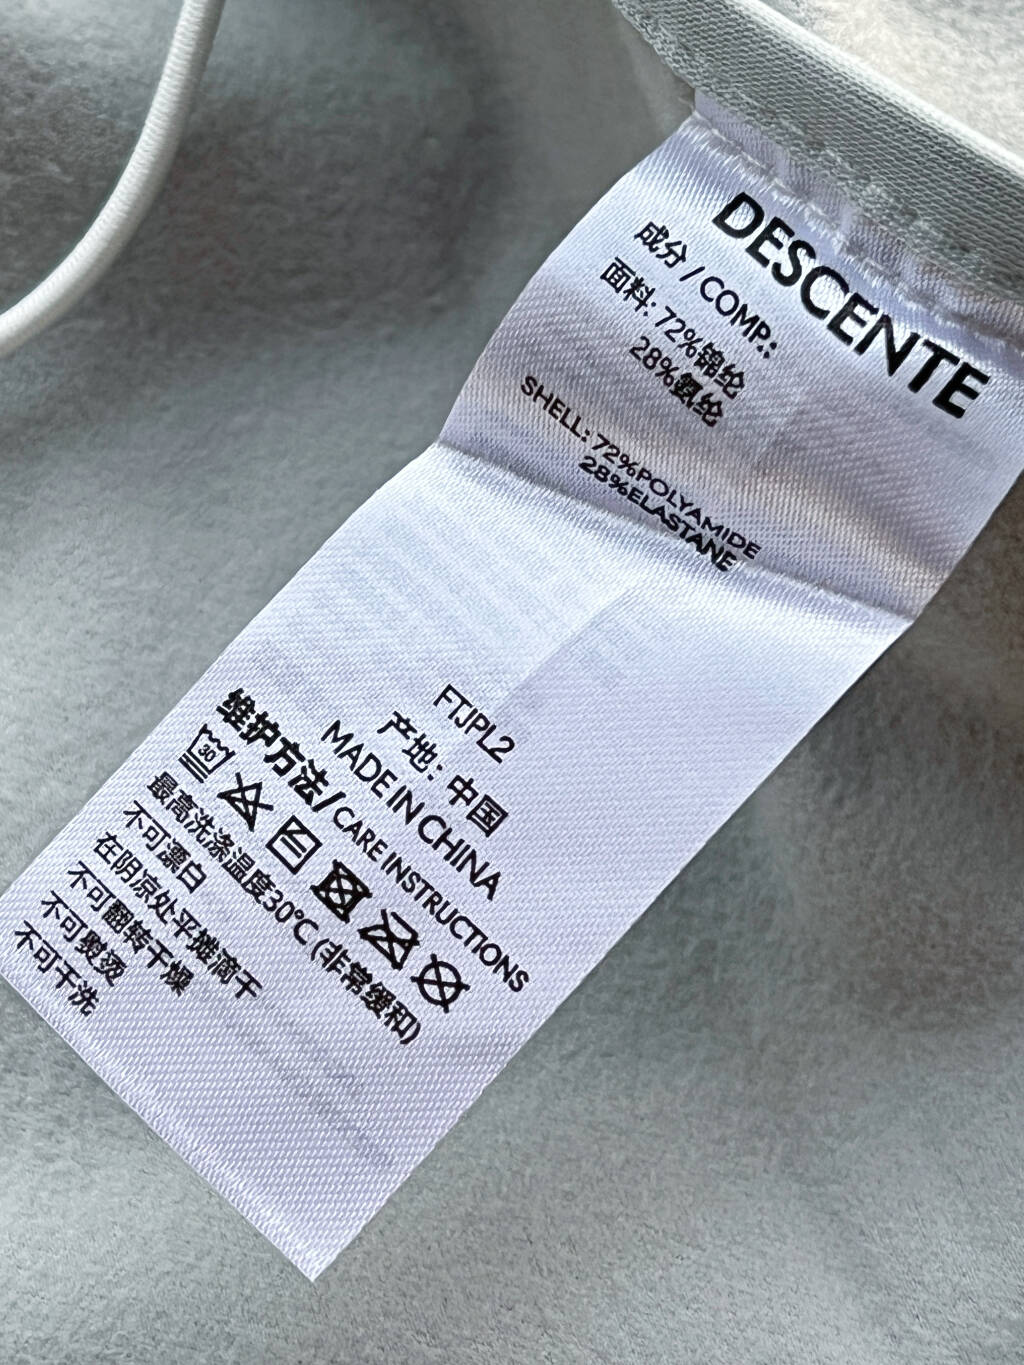 DESCENTE
成分 / COMP.:
面料: 72%锦纶
28%氨纶
SHELL: 72%POLYAMIDE
28%ELASTANE
FTJPL2
产地: 中国
MADE IN CHINA
维护方法/CARE INSTRUCTIONS
30
最高洗涤温度30℃ (非常缓和)
不可漂白
在阴凉处平摊滴干
不可翻转干燥
不可熨烫
不可干洗